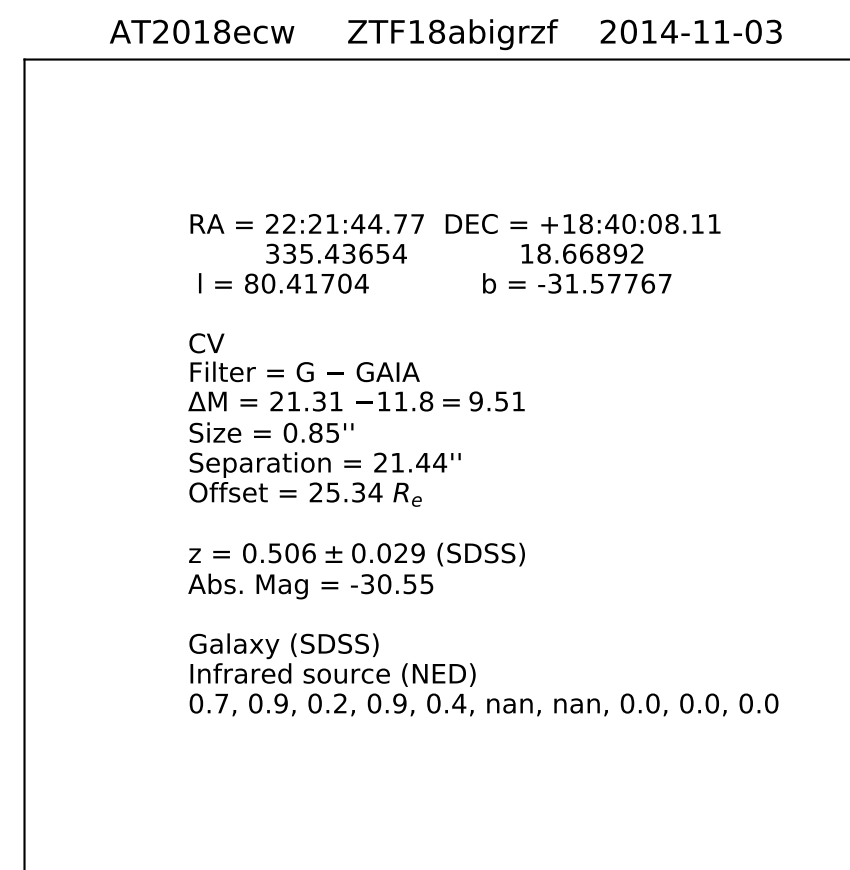 AT2018ecw ZTF18abigrzf 2014-11-03
RA = 22:21:44.77 DEC = +18:40:08.11
335.43654 18.66892
l = 80.41704 b = -31.57767
CV
Filter = G − GAIA
ΔM = 21.31 −11.8 = 9.51
Size = 0.85''
Separation = 21.44''
Offset = 25.34 Rₑ
z = 0.506 ± 0.029 (SDSS)
Abs. Mag = -30.55
Galaxy (SDSS)
Infrared source (NED)
0.7, 0.9, 0.2, 0.9, 0.4, nan, nan, 0.0, 0.0, 0.0